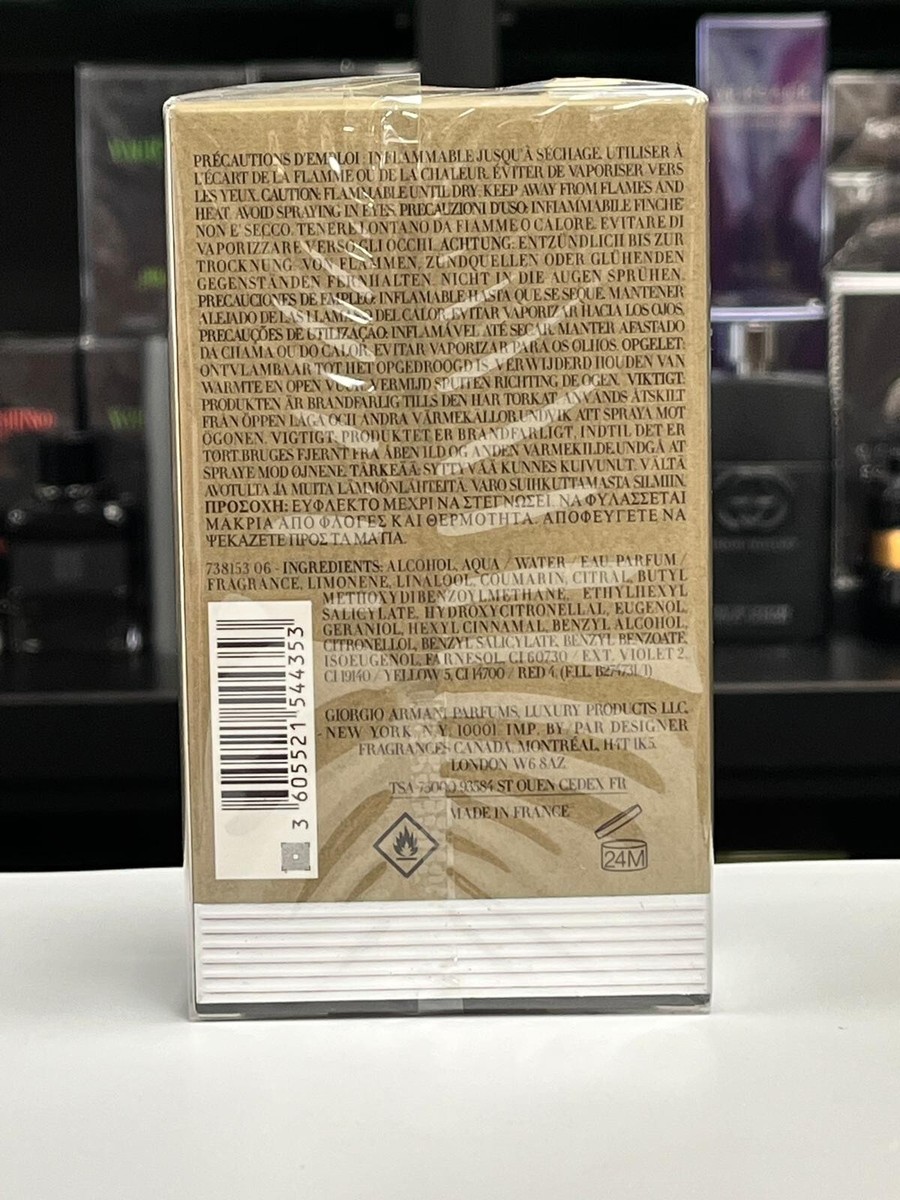 PRÉCAUTIONS D'EMPLOI : INFLAMMABLE JUSQU'À SÉCHAGE. UTILISER À
L'ÉCART DE LA FLAMME OU DE LA CHALEUR. ÉVITER DE VAPORISER VERS
LES YEUX. CAUTION: FLAMMABLE UNTIL DRY. KEEP AWAY FROM FLAMES AND
HEAT. AVOID SPRAYING IN EYES. PRECAUZIONI D'USO: INFIAMMABILE FINCHÉ
NON E' SECCO. TENERE LONTANO DA FIAMME O CALORE. EVITARE DI
VAPORIZZARE VERSO GLI OCCHI. ACHTUNG: ENTZÜNDLICH BIS ZUR
TROCKNUNG. VON FLAMMEN, ZÜNDQUELLEN ODER GLÜHENDEN
GEGENSTÄNDEN FERNHALTEN. NICHT IN DIE AUGEN SPRÜHEN.
PRECAUCIONES DE EMPLEO: INFLAMABLE HASTA QUE SE SEQUE. MANTENER
ALEJADO DE LAS LLAMAS O DEL CALOR. EVITAR VAPORIZAR HACIA LOS OJOS.
PRECAUÇÕES DE UTILIZAÇÃO: INFLAMÁVEL ATÉ SECAR. MANTER AFASTADO
DA CHAMA OU DO CALOR. EVITAR VAPORIZAR PARA OS OLHOS. OPGELET:
ONTVLAMBAAR TOT HET OPGEDROOGD IS. VERWIJDERD HOUDEN VAN
WARMTE EN OPEN VUUR. VERMIJD SPUITEN RICHTING DE OGEN. VIKTIGT:
PRODUKTEN ÄR BRANDFARLIG TILLS DEN HAR TORKAT. ANVÄNDS ÅTSKILT
FRÅN ÖPPEN LÅGA OCH ANDRA VÄRMEKÄLLOR. UNDVIK ATT SPRAYA MOT
ÖGONEN. VIGTIGT: PRODUKTET ER BRANDFARLIGT, INDTIL DET ER
TØRT. BRUGES FJERNT FRA ÅBEN ILD OG ANDEN VARMEKILDE. UNDGÅ AT
SPRAYE MOD ØJNENE. TÄRKEÄÄ: SYTTYVÄÄ KUNNES KUIVUNUT. VÄLTÄ
AVOTULTA JA MUITA LÄMMÖNLÄHTEITÄ. VARO SUIHKUTTAMASTA SILMIIN.
ΠΡΟΣΟΧΗ: ΕΥΦΛΕΚΤΟ ΜΕΧΡΙ ΝΑ ΣΤΕΓΝΩΣΕΙ. ΝΑ ΦΥΛΑΣΣΕΤΑΙ
ΜΑΚΡΙΑ ΑΠΟ ΦΛΟΓΕΣ ΚΑΙ ΘΕΡΜΟΤΗΤΑ. ΑΠΟΦΕΥΓΕΤΕ ΝΑ
ΨΕΚΑΖΕΤΕ ΠΡΟΣ ΤΑ ΜΑΤΙΑ.
738153 06 - INGREDIENTS: ALCOHOL, AQUA / WATER / EAU, PARFUM /
FRAGRANCE, LIMONENE, LINALOOL, COUMARIN, CITRAL, BUTYL
METHOXYDIBENZOYLMETHANE, ETHYLHEXYL
SALICYLATE, HYDROXYCITRONELLAL, EUGENOL,
GERANIOL, HEXYL CINNAMAL, BENZYL ALCOHOL,
CITRONELLOL, BENZYL SALICYLATE, BENZYL BENZOATE,
ISOEUGENOL, FARNESOL, CI 60730 / EXT. VIOLET 2,
CI 19140 / YELLOW 5, CI 14700 / RED 4. (F.I.L. B274731/1)
3 605521 544353
GIORGIO ARMANI PARFUMS, LUXURY PRODUCTS LLC,
NEW YORK, N.Y. 10001. IMP. BY / PAR DESIGNER
FRAGRANCES CANADA, MONTRÉAL, H4T 1K5.
LONDON W6 8AZ
TSA 75000 93584 ST OUEN CEDEX FR
MADE IN FRANCE
24M